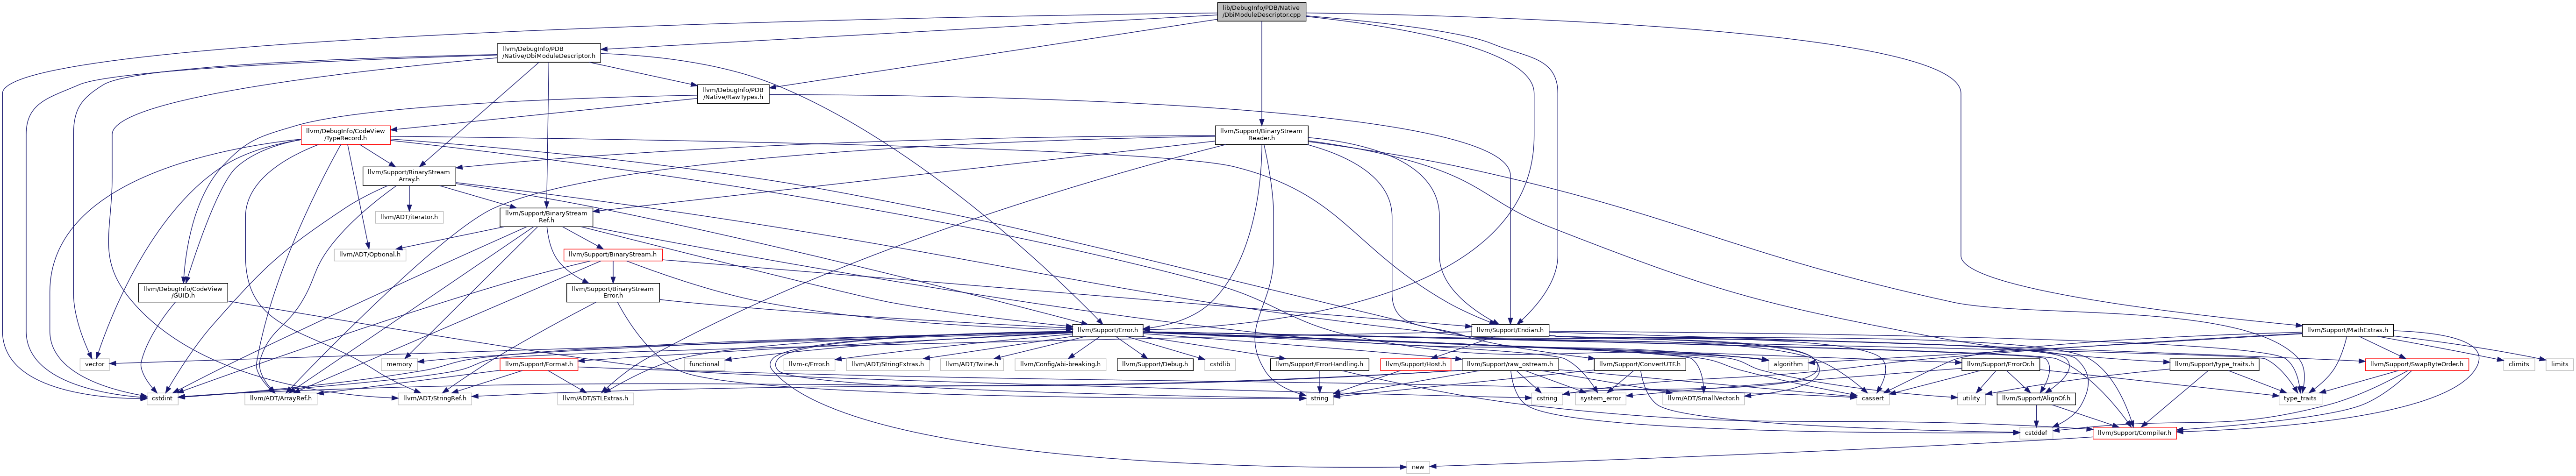 lib/DebugInfo/PDB/Native
/DbiModuleDescriptor.cpp
llvm/DebugInfo/PDB
/Native/DbiModuleDescriptor.h
llvm/DebugInfo/PDB
/Native/RawTypes.h
llvm/DebugInfo/CodeView
/TypeRecord.h
llvm/Support/BinaryStream
Reader.h
llvm/Support/BinaryStream
Array.h
llvm/ADT/iterator.h
llvm/Support/BinaryStream
Ref.h
llvm/ADT/Optional.h
llvm/Support/BinaryStream.h
llvm/DebugInfo/CodeView
/GUID.h
llvm/Support/BinaryStream
Error.h
llvm/Support/Error.h
llvm/Support/Endian.h
llvm/Support/MathExtras.h
vector
memory
llvm/Support/Format.h
functional
llvm-c/Error.h
llvm/ADT/StringExtras.h
llvm/ADT/Twine.h
llvm/Config/abi-breaking.h
llvm/Support/Debug.h
cstdlib
llvm/Support/ErrorHandling.h
llvm/Support/Host.h
llvm/Support/raw_ostream.h
llvm/Support/ConvertUTF.h
algorithm
llvm/Support/ErrorOr.h
llvm/Support/type_traits.h
llvm/Support/SwapByteOrder.h
climits
limits
cstdint
llvm/ADT/ArrayRef.h
llvm/ADT/StringRef.h
llvm/ADT/STLExtras.h
string
cstring
system_error
llvm/ADT/SmallVector.h
cassert
utility
llvm/Support/AlignOf.h
type_traits
cstddef
llvm/Support/Compiler.h
new